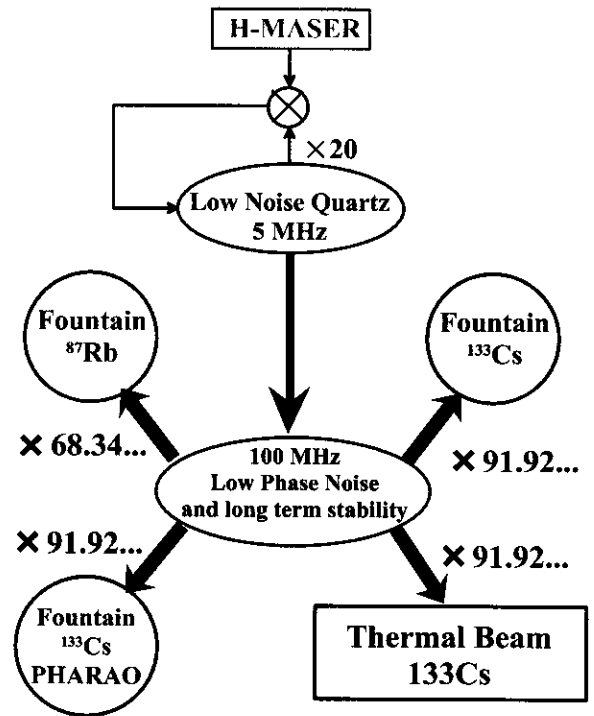 H-MASER
×20
Low Noise Quartz
5 MHz
Fountain
⁸⁷Rb
Fountain
¹³³Cs
× 68.34...
100 MHz
Low Phase Noise
and long term stability
× 91.92...
× 91.92...
× 91.92...
Fountain
¹³³Cs
PHARAO
Thermal Beam
133Cs